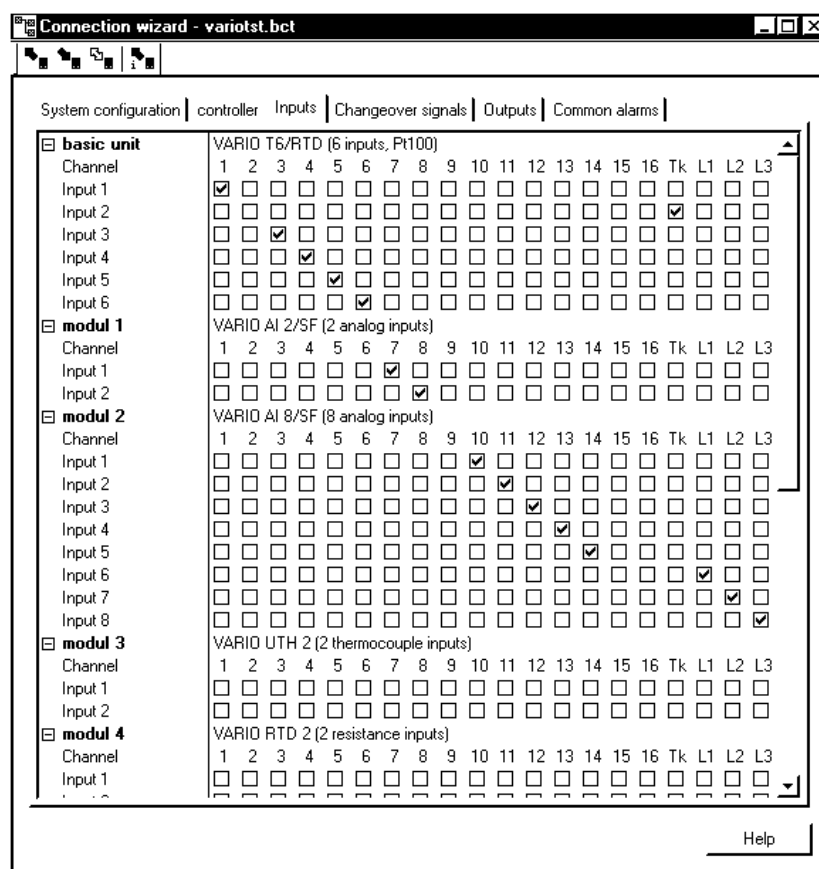 Connection wizard - variotst.bct
System configuration controller Inputs Changeover signals Outputs Common alarms
basic unit VARIO T6/RTD (6 inputs, Pt100)
Channel 1 2 3 4 5 6 7 8 9 10 11 12 13 14 15 16 Tk L1 L2 L3
Input 1
Input 2
Input 3
Input 4
Input 5
Input 6
modul 1 VARIO AI 2/SF (2 analog inputs)
Channel 1 2 3 4 5 6 7 8 9 10 11 12 13 14 15 16 Tk L1 L2 L3
Input 1
Input 2
modul 2 VARIO AI 8/SF (8 analog inputs)
Channel 1 2 3 4 5 6 7 8 9 10 11 12 13 14 15 16 Tk L1 L2 L3
Input 1
Input 2
Input 3
Input 4
Input 5
Input 6
Input 7
Input 8
modul 3 VARIO UTH 2 (2 thermocouple inputs)
Channel 1 2 3 4 5 6 7 8 9 10 11 12 13 14 15 16 Tk L1 L2 L3
Input 1
Input 2
modul 4 VARIO RTD 2 (2 resistance inputs)
Channel 1 2 3 4 5 6 7 8 9 10 11 12 13 14 15 16 Tk L1 L2 L3
Input 1
Help